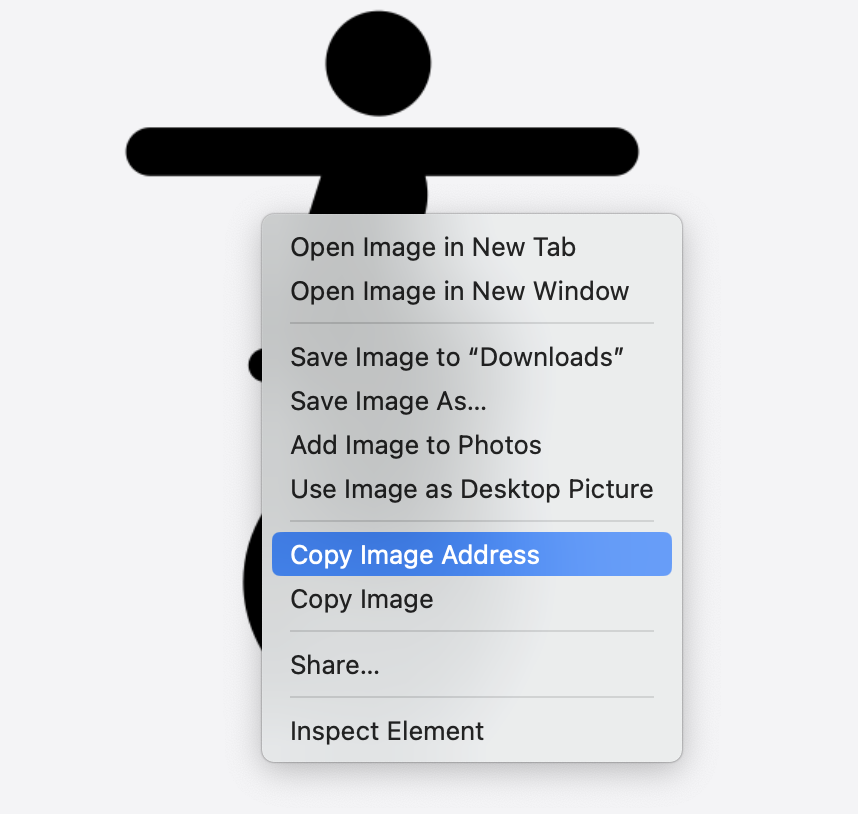 Open Image in New Tab
Open Image in New Window
Save Image to “Downloads”
Save Image As...
Add Image to Photos
Use Image as Desktop Picture
Copy Image Address
Copy Image
Share...
Inspect Element